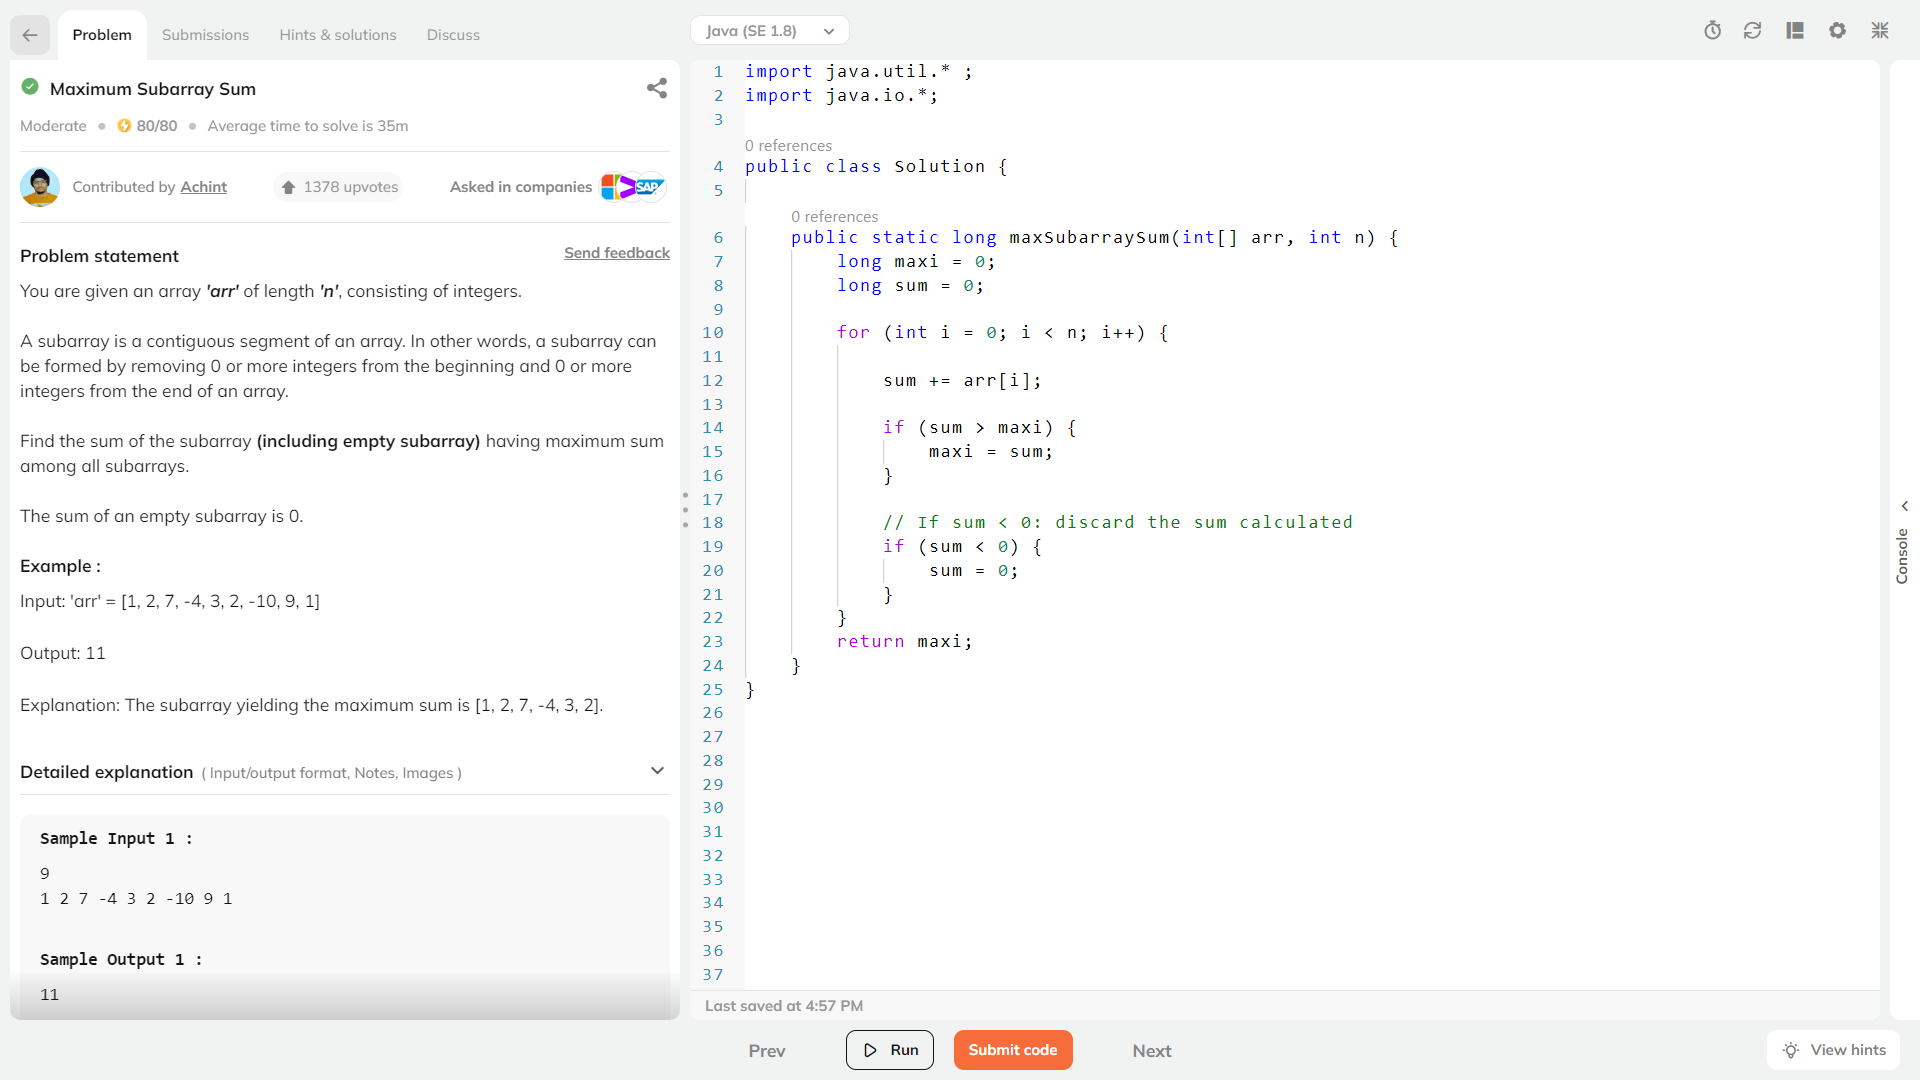 Problem
Submissions
Hints & solutions
Discuss
Maximum Subarray Sum
Moderate • 80/80 • Average time to solve is 35m
Contributed by Achint
1378 upvotes
Asked in companies
SAP
Problem statement
Send feedback
You are given an array 'arr' of length 'n', consisting of integers.
A subarray is a contiguous segment of an array. In other words, a subarray can
be formed by removing 0 or more integers from the beginning and 0 or more
integers from the end of an array.
Find the sum of the subarray (including empty subarray) having maximum sum
among all subarrays.
The sum of an empty subarray is 0.
Example :
Input: 'arr' = [1, 2, 7, -4, 3, 2, -10, 9, 1]
Output: 11
Explanation: The subarray yielding the maximum sum is [1, 2, 7, -4, 3, 2].
Detailed explanation ( Input/output format, Notes, Images )
Sample Input 1 :
9
1 2 7 -4 3 2 -10 9 1
Sample Output 1 :
11
Java (SE 1.8)
1 import java.util.* ;
2 import java.io.*;
3
0 references
4 public class Solution {
5
0 references
6 public static long maxSubarraySum(int[] arr, int n) {
7 long maxi = 0;
8 long sum = 0;
9
10 for (int i = 0; i < n; i++) {
11
12 sum += arr[i];
13
14 if (sum > maxi) {
15 maxi = sum;
16 }
17
18 // If sum < 0: discard the sum calculated
19 if (sum < 0) {
20 sum = 0;
21 }
22 }
23 return maxi;
24 }
25 }
26
27
28
29
30
31
32
33
34
35
36
37
Last saved at 4:57 PM
Console
Prev
Run
Submit code
Next
View hints